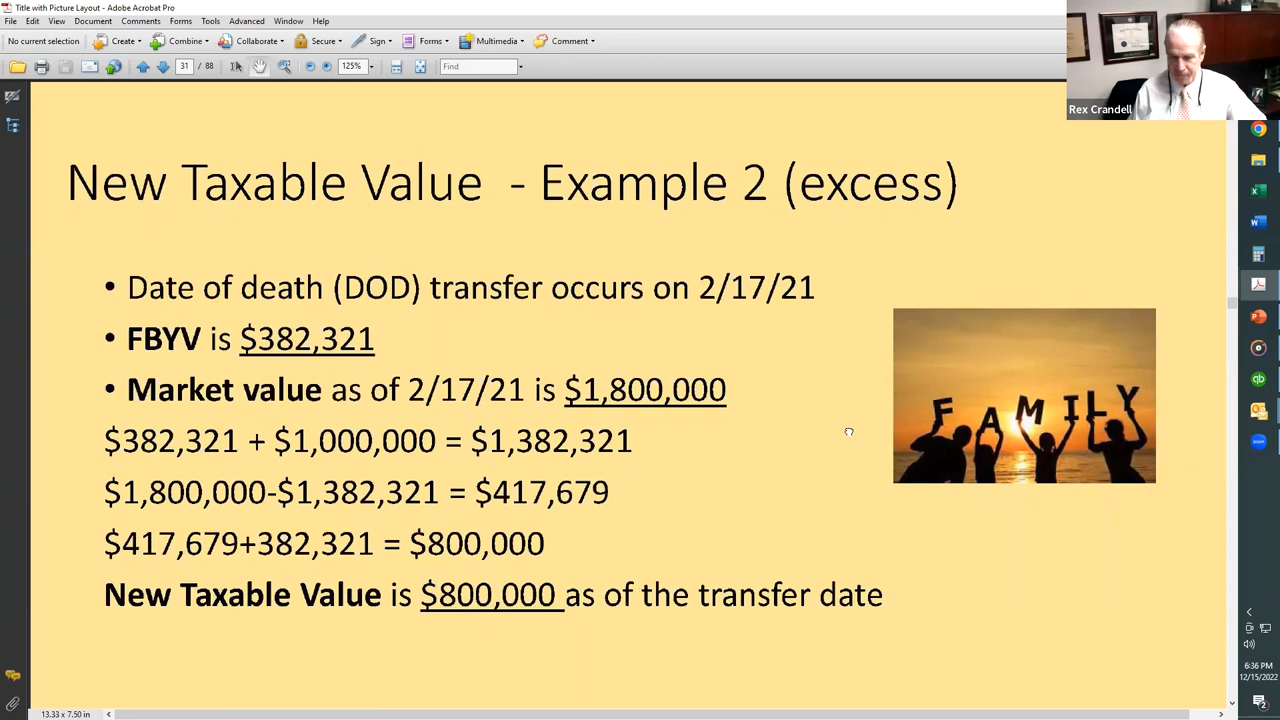 Title with Picture Layout - Adobe Acrobat Pro
File Edit View Document Comments Forms Tools Advanced Window Help
No current selection Create Combine Collaborate Secure Sign Forms Multimedia Comment
31 / 88 125% Find
Rex Crandell
New Taxable Value - Example 2 (excess)
• Date of death (DOD) transfer occurs on 2/17/21
• FBYV is $382,321
• Market value as of 2/17/21 is $1,800,000
$382,321 + $1,000,000 = $1,382,321
$1,800,000-$1,382,321 = $417,679
$417,679+382,321 = $800,000
New Taxable Value is $800,000 as of the transfer date
FAMILY
6:36 PM
12/15/2022
2
13.33 x 7.50 in